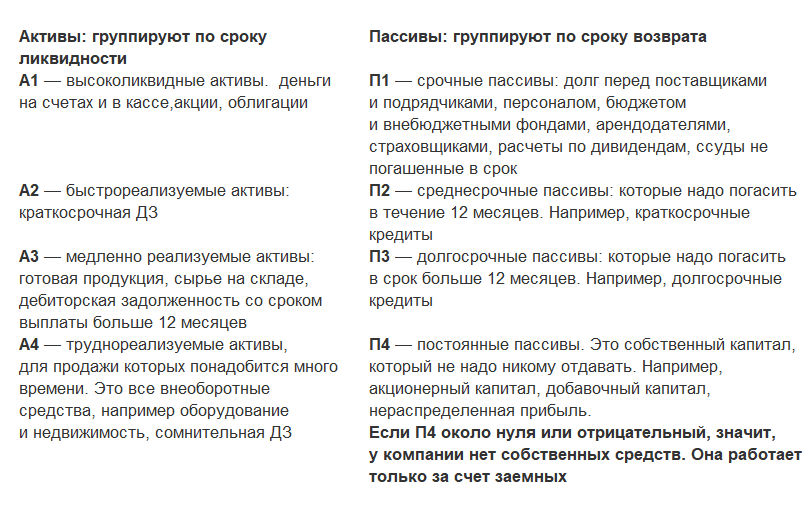 Активы: группируют по сроку
ликвидности
А1 — высоколиквидные активы.  деньги
на счетах и в кассе,акции, облигации
А2 — быстрореализуемые активы:
краткосрочная ДЗ
А3 — медленно реализуемые активы:
готовая продукция, сырье на складе,
дебиторская задолженность со сроком
выплаты больше 12 месяцев
А4 — труднореализуемые активы,
для продажи которых понадобится много
времени. Это все внеоборотные
средства, например оборудование
и недвижимость, сомнительная ДЗ
Пассивы: группируют по сроку возврата
П1 — срочные пассивы: долг перед поставщиками
и подрядчиками, персоналом, бюджетом
и внебюджетными фондами, арендодателями,
страховщиками, расчеты по дивидендам, ссуды не
погашенные в срок
П2 — среднесрочные пассивы: которые надо погасить
в течение 12 месяцев. Например, краткосрочные
кредиты
П3 — долгосрочные пассивы: которые надо погасить
в срок больше 12 месяцев. Например, долгосрочные
кредиты
П4 — постоянные пассивы. Это собственный капитал,
который не надо никому отдавать. Например,
акционерный капитал, добавочный капитал,
нераспределенная прибыль.
Если П4 около нуля или отрицательный, значит,
у компании нет собственных средств. Она работает
только за счет заемных